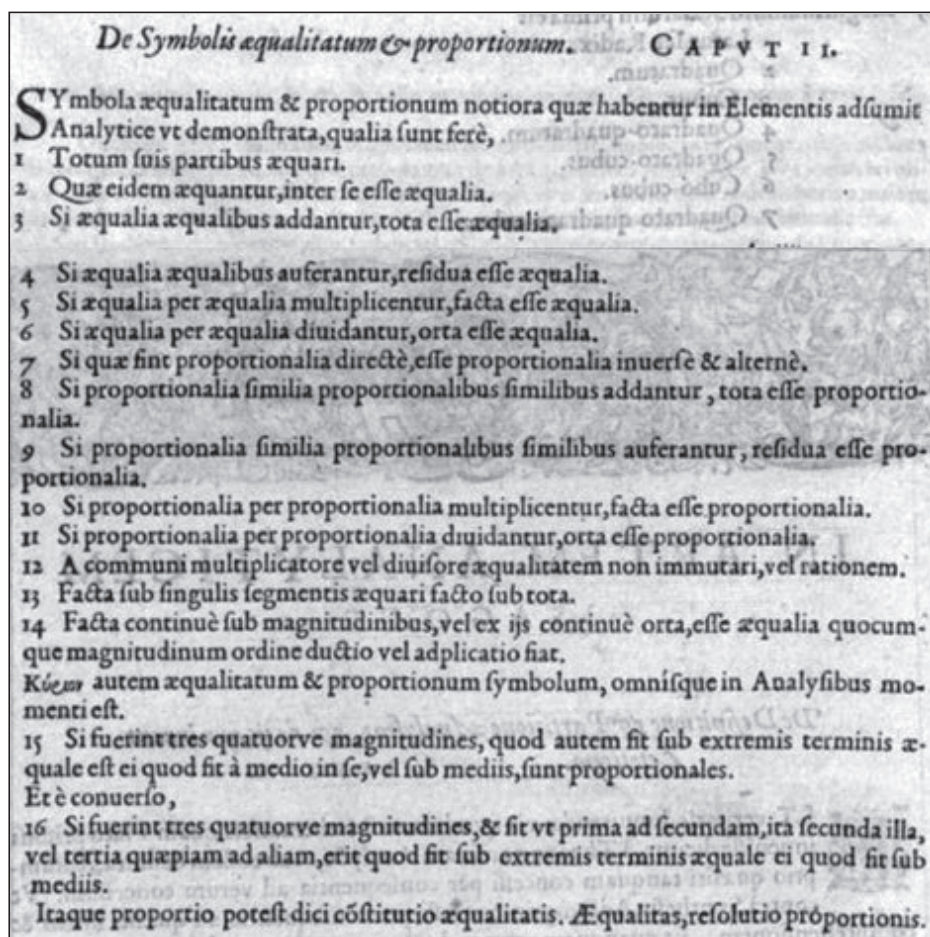 De Symbolis æqualitatum & proportionum. CAPVT II.
SYmbola æqualitatum & proportionum notiora quæ habentur in Elementis adſumit
Analytice vt demonſtrata, qualia ſunt ferè,
1 Totum ſuis partibus æquari.
2 Quæ eidem æquantur, inter ſe eſſe æqualia.
3 Si æqualia æqualibus addantur, tota eſſe æqualia.
4 Si æqualia æqualibus auferantur, reſidua eſſe æqualia.
5 Si æqualia per æqualia multiplicentur, facta eſſe æqualia.
6 Si æqualia per æqualia diuidantur, orta eſſe æqualia.
7 Si quæ ſint proportionalia directè, eſſe proportionalia inuerſè & alternè.
8 Si proportionalia ſimilia proportionalibus ſimilibus addantur, tota eſſe proportio-
nalia.
9 Si proportionalia ſimilia proportionalibus ſimilibus auferantur, reſidua eſſe pro-
portionalia.
10 Si proportionalia per proportionalia multiplicentur, facta eſſe proportionalia.
11 Si proportionalia per proportionalia diuidantur, orta eſſe proportionalia.
12 A communi multiplicatore vel diuiſore æqualitatem non immutari, vel rationem.
13 Facta ſub ſingulis ſegmentis æquari facto ſub tota.
14 Facta continuè ſub magnitudinibus, vel ex ijs continuè orta, eſſe æqualia quocum-
que magnitudinum ordine ductio vel adplicatio fiat.
Κύριον autem æqualitatum & proportionum ſymbolum, omniſque in Analyſibus mo-
menti eſt.
15 Si fuerint tres quatuorve magnitudines, quod autem fit ſub extremis terminis æ-
quale eſt ei quod fit à medio in ſe, vel ſub mediis, ſunt proportionales.
Et è conuerſo,
16 Si fuerint tres quatuorve magnitudines, & ſit vt prima ad ſecundam, ita ſecunda illa,
vel tertia quæpiam ad aliam, erit quod fit ſub extremis terminis æquale ei quod fit ſub
mediis.
Itaque proportio poteſt dici cõſtitutio æqualitatis. Æqualitas, reſolutio proportionis.